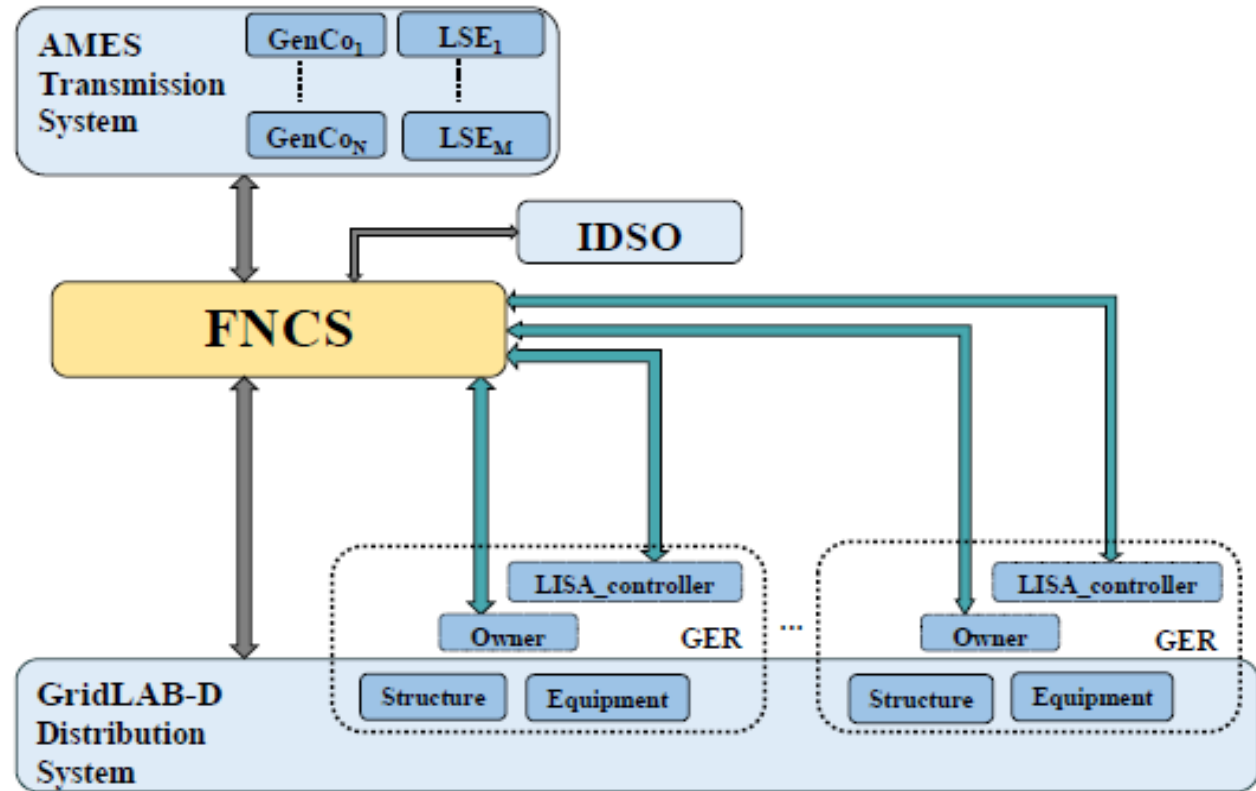 AMES
Transmission
System
GenCo1
LSE1
GenCoN
LSEM
IDSO
FNCS
LISA_controller
Owner
GER
...
LISA_controller
Owner
GER
GridLAB-D
Distribution
System
Structure
Equipment
Structure
Equipment